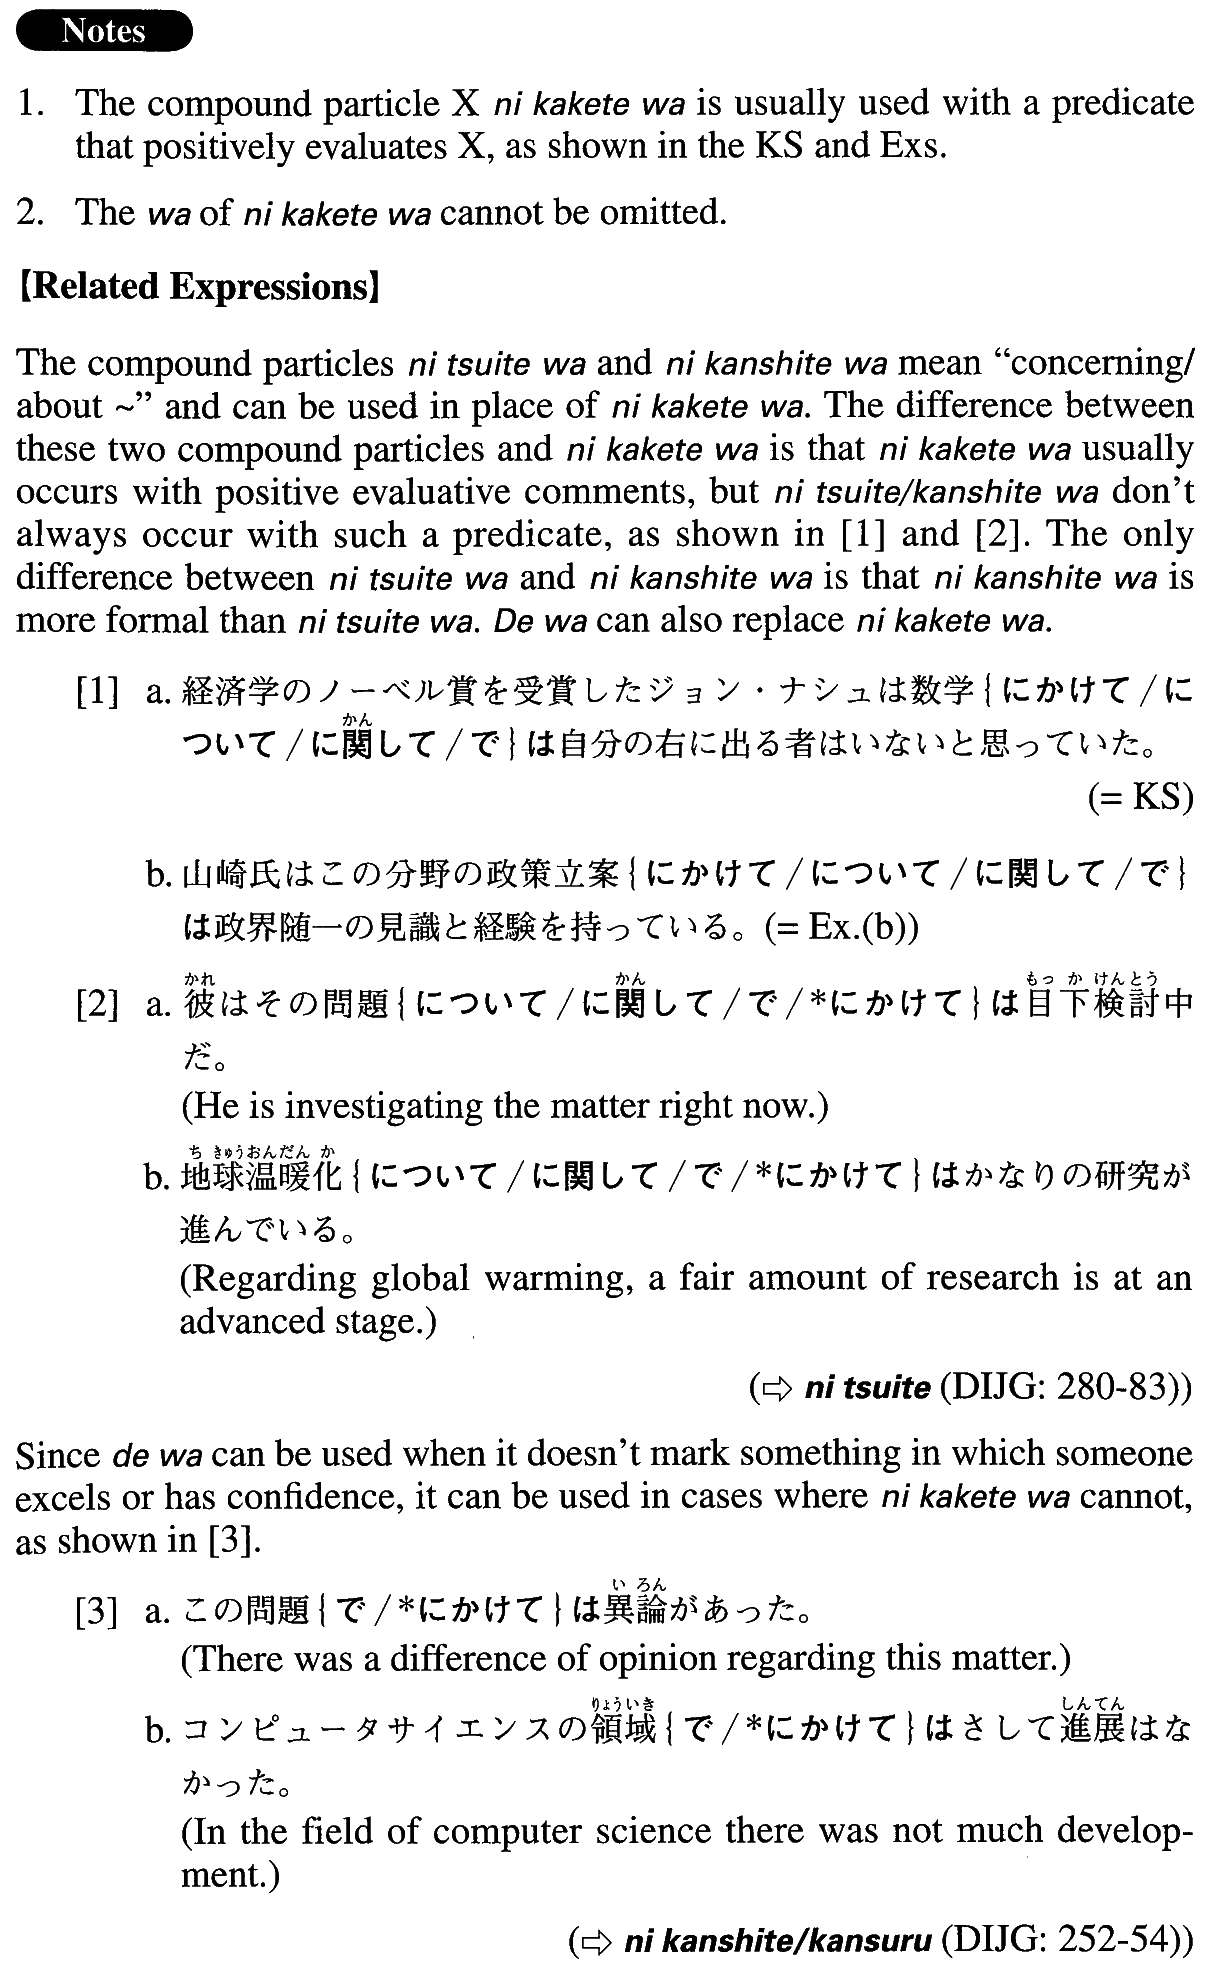 Notes
1. The compound particle X ni kakete wa is usually used with a predicate
that positively evaluates X, as shown in the KS and Exs.
2. The wa of ni kakete wa cannot be omitted.
【Related Expressions】
The compound particles ni tsuite wa and ni kanshite wa mean “concerning/
about ~” and can be used in place of ni kakete wa. The difference between
these two compound particles and ni kakete wa is that ni kakete wa usually
occurs with positive evaluative comments, but ni tsuite/kanshite wa don’t
always occur with such a predicate, as shown in [1] and [2]. The only
difference between ni tsuite wa and ni kanshite wa is that ni kanshite wa is
more formal than ni tsuite wa. De wa can also replace ni kakete wa.
[1] a. 経済学のノーベル賞を受賞したジョン・ナシュは数学{にかけて/に
かん
ついて/に関して/で}は自分の右に出る者はいないと思っていた。
(= KS)
b. 山崎氏はこの分野の政策立案{にかけて/について/に関して/で}
は政界随一の見識と経験を持っている。(= Ex.(b))
かれ かん もっか けんとう
[2] a. 彼はその問題{について/に関して/で/*にかけて}は目下検討中
だ。
(He is investigating the matter right now.)
ちきゅうおんだんか
b. 地球温暖化{について/に関して/で/*にかけて}はかなりの研究が
進んでいる。
(Regarding global warming, a fair amount of research is at an
advanced stage.)
(⇨ ni tsuite (DIJG: 280-83))
Since de wa can be used when it doesn’t mark something in which someone
excels or has confidence, it can be used in cases where ni kakete wa cannot,
as shown in [3].
いろん
[3] a. この問題{で/*にかけて}は異論があった。
(There was a difference of opinion regarding this matter.)
りょういき しんてん
b. コンピュータサイエンスの領域{で/*にかけて}はさして進展はな
かった。
(In the field of computer science there was not much develop-
ment.)
(⇨ ni kanshite/kansuru (DIJG: 252-54))